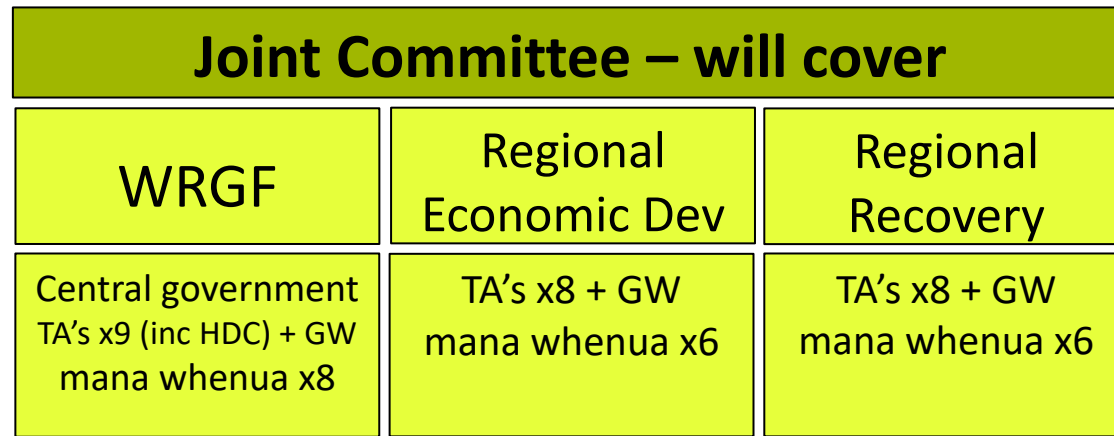 Joint Committee – will cover
WRGF
Regional
Economic Dev
Regional
Recovery
Central government
TA’s x9 (inc HDC) + GW
mana whenua x8
TA’s x8 + GW
mana whenua x6
TA’s x8 + GW
mana whenua x6